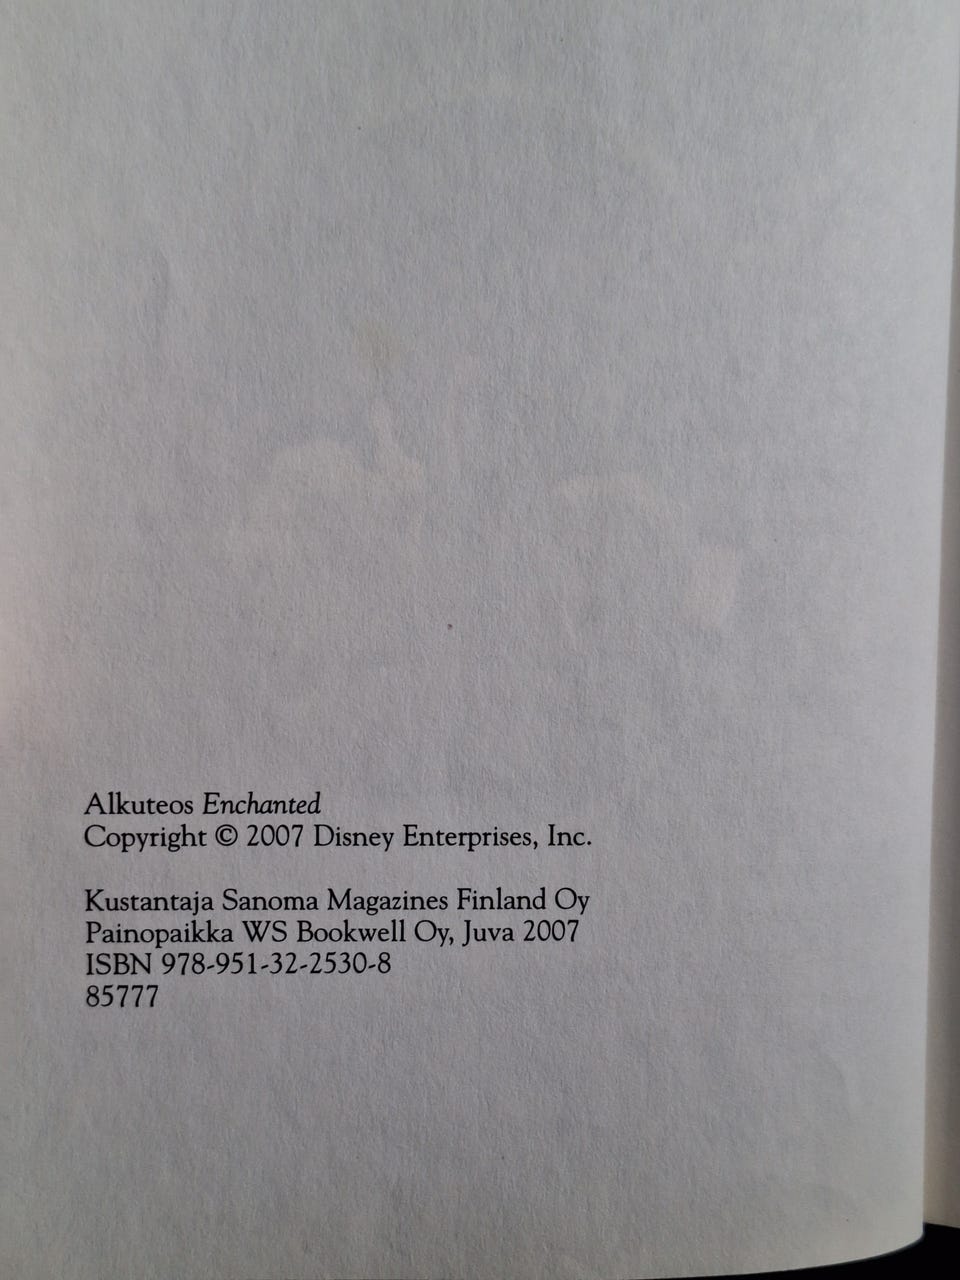 Alkuteos Enchanted
Copyright © 2007 Disney Enterprises, Inc.
Kustantaja Sanoma Magazines Finland Oy
Painopaikka WS Bookwell Oy, Juva 2007
ISBN 978-951-32-2530-8
85777